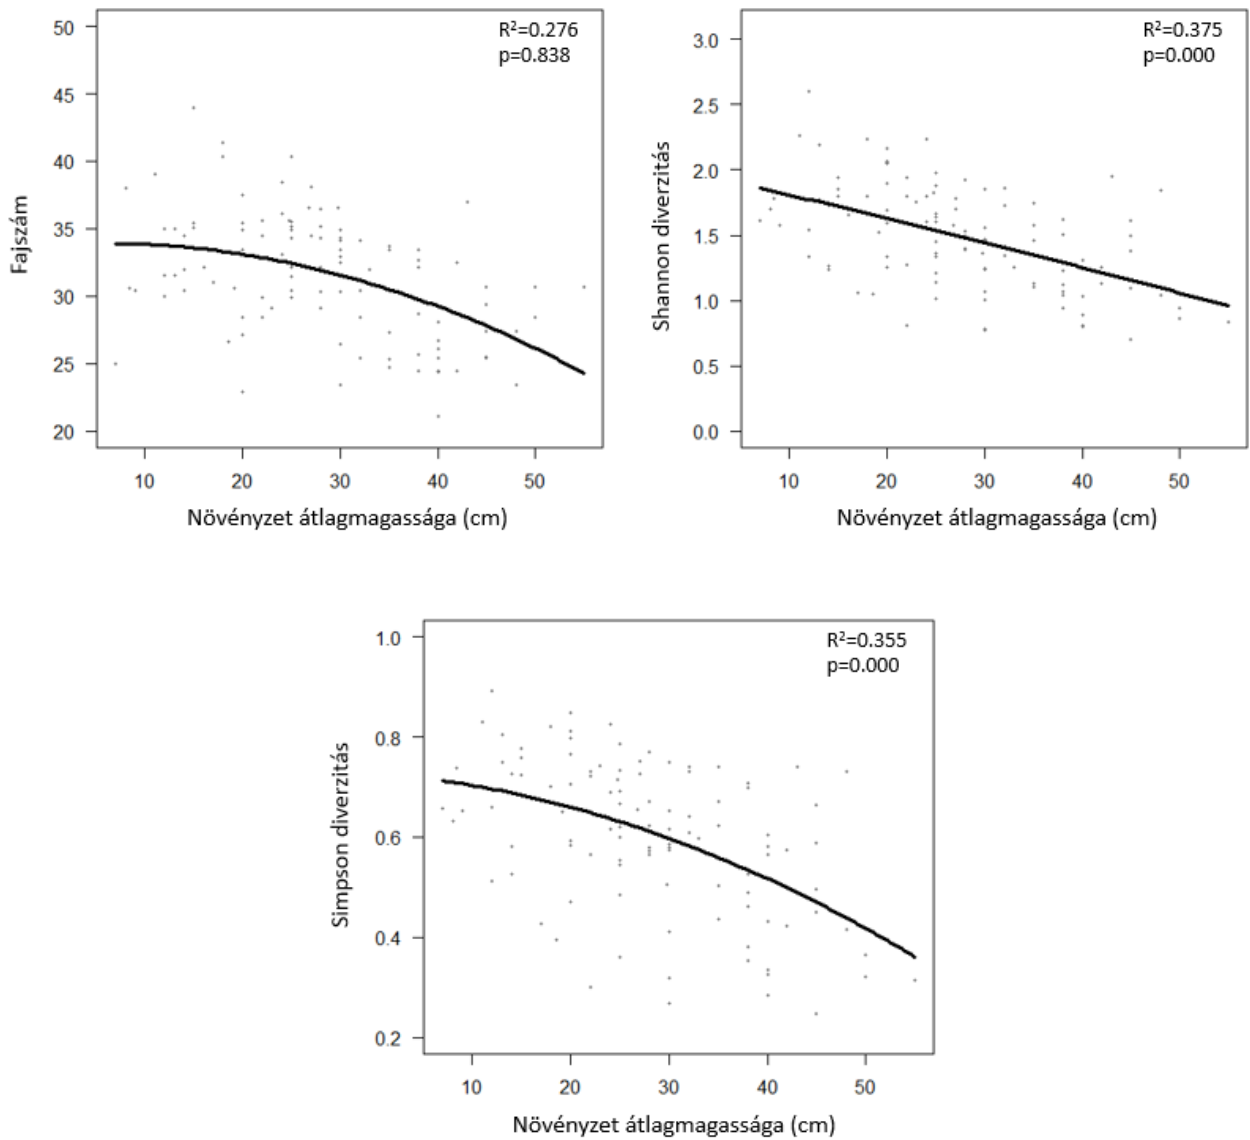 R²=0.276
p=0.838
50
45
40
35
30
25
20
Fajszám
10 20 30 40 50
Növényzet átlagmagassága (cm)
R²=0.375
p=0.000
3.0
2.5
2.0
1.5
1.0
0.5
0.0
Shannon diverzitás
10 20 30 40 50
Növényzet átlagmagassága (cm)
R²=0.355
p=0.000
1.0
0.8
0.6
0.4
0.2
Simpson diverzitás
10 20 30 40 50
Növényzet átlagmagassága (cm)